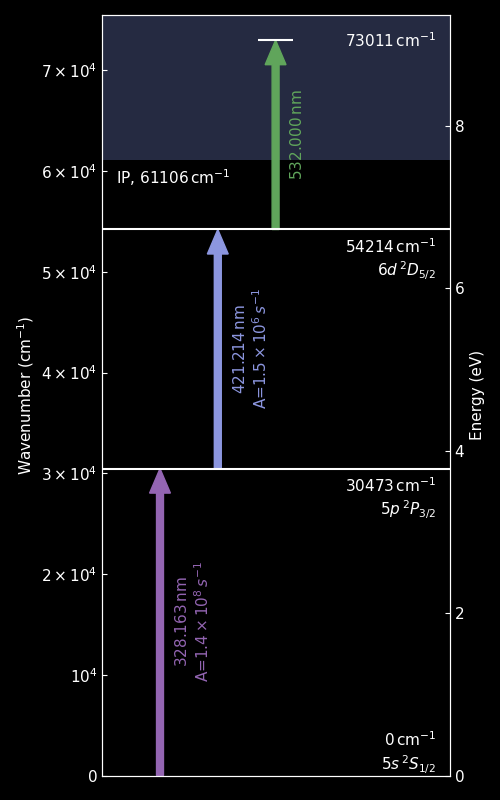 73011 cm⁻¹
7 × 10⁴
8
532.000 nm
6 × 10⁴
IP, 61106 cm⁻¹
54214 cm⁻¹
6d ²D₅/₂
5 × 10⁴
6
421.214 nm
A=1.5 × 10⁶ s⁻¹
4 × 10⁴
Wavenumber (cm⁻¹)
Energy (eV)
4
3 × 10⁴
30473 cm⁻¹
5p ²P₃/₂
328.163 nm
A=1.4 × 10⁸ s⁻¹
2 × 10⁴
2
10⁴
0 cm⁻¹
5s ²S₁/₂
0
0